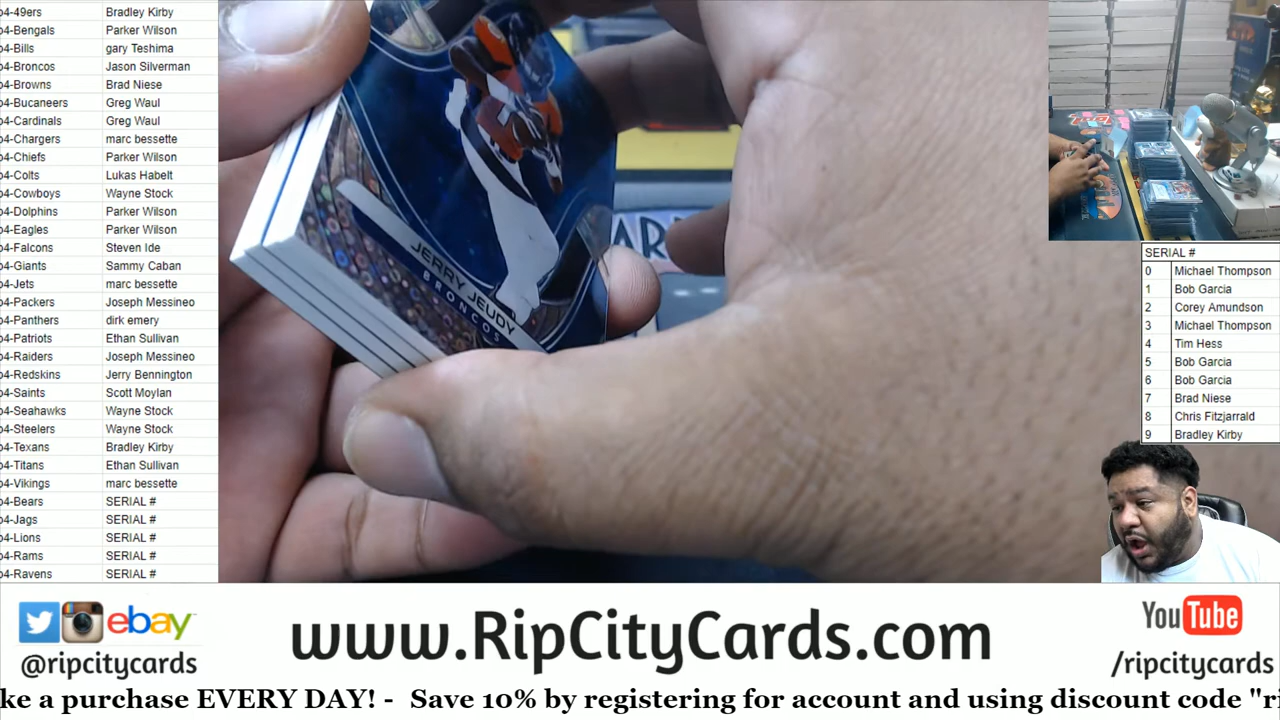 o4-49ers Bradley Kirby
o4-Bengals Parker Wilson
o4-Bills gary Teshima
o4-Broncos Jason Silverman
o4-Browns Brad Niese
o4-Bucaneers Greg Waul
o4-Cardinals Greg Waul
o4-Chargers marc bessette
o4-Chiefs Parker Wilson
o4-Colts Lukas Habelt
o4-Cowboys Wayne Stock
o4-Dolphins Parker Wilson
o4-Eagles Parker Wilson
o4-Falcons Steven Ide
o4-Giants Sammy Caban
o4-Jets marc bessette
o4-Packers Joseph Messineo
o4-Panthers dirk emery
o4-Patriots Ethan Sullivan
o4-Raiders Joseph Messineo
o4-Redskins Jerry Bennington
o4-Saints Scott Moylan
o4-Seahawks Wayne Stock
o4-Steelers Wayne Stock
o4-Texans Bradley Kirby
o4-Titans Ethan Sullivan
o4-Vikings marc bessette
o4-Bears SERIAL #
o4-Jags SERIAL #
o4-Lions SERIAL #
o4-Rams SERIAL #
o4-Ravens SERIAL #
JERRY JEUDY
BRONCOS
AR
SERIAL #
0 Michael Thompson
1 Bob Garcia
2 Corey Amundson
3 Michael Thompson
4 Tim Hess
5 Bob Garcia
6 Bob Garcia
7 Brad Niese
8 Chris Fitzjarrald
9 Bradley Kirby
ebay
@ripcitycards
www.RipCityCards.com
YouTube
/ripcitycards
ke a purchase EVERY DAY! - Save 10% by registering for account and using discount code "ri